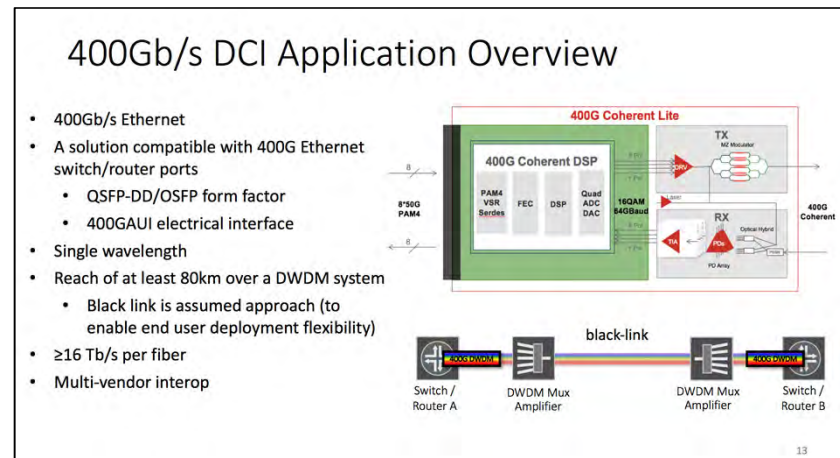 400Gb/s DCI Application Overview
• 400Gb/s Ethernet
• A solution compatible with 400G Ethernet
switch/router ports
• QSFP-DD/OSFP form factor
• 400GAUI electrical interface
• Single wavelength
• Reach of at least 80km over a DWDM system
• Black link is assumed approach (to
enable end user deployment flexibility)
• ≥16 Tb/s per fiber
• Multi-vendor interop
400G Coherent Lite
TX
MZ Modulator
400G Coherent DSP
DRV
8
PAM4
VSR
Serdes
FEC
DSP
Quad
ADC
DAC
8*50G
PAM4
16QAM
64GBaud
400G
Coherent
RX
Optical Hybrid
TIA
PDs
PD Array
8
black-link
400G DWDM
400G DWDM
Switch /
Router A
DWDM Mux
Amplifier
DWDM Mux
Amplifier
Switch /
Router B
13